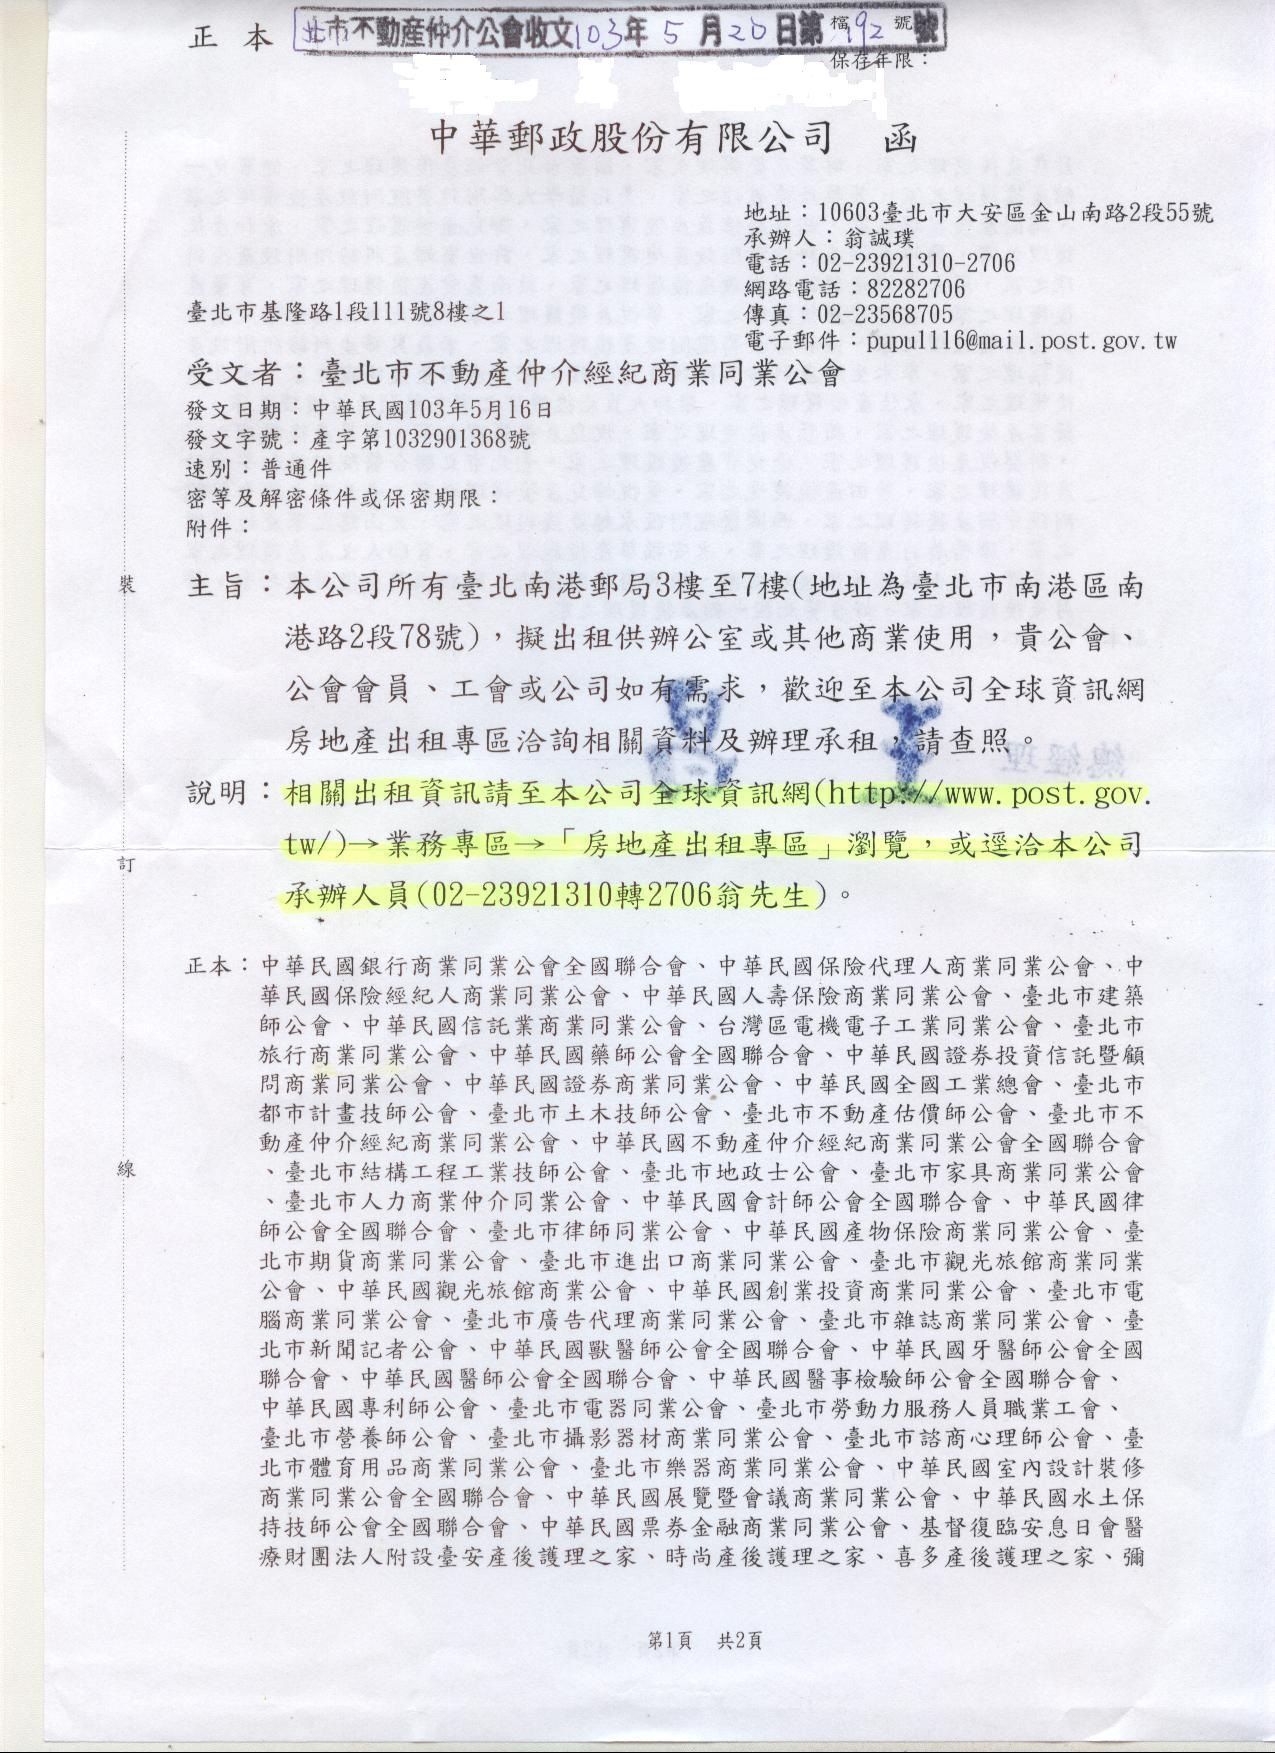 正本
北市不動產仲介公會收文103年5月20日第192號
檔號
保存年限：
中華郵政股份有限公司　函
地址：10603臺北市大安區金山南路2段55號
承辦人：翁誠璞
電話：02-23921310-2706
網路電話：82282706
傳真：02-23568705
電子郵件：pupu1116@mail.post.gov.tw
臺北市基隆路1段111號8樓之1
受文者：臺北市不動產仲介經紀商業同業公會
發文日期：中華民國103年5月16日
發文字號：產字第1032901368號
速別：普通件
密等及解密條件或保密期限：
附件：
主旨：本公司所有臺北南港郵局3樓至7樓(地址為臺北市南港區南
港路2段78號)，擬出租供辦公室或其他商業使用，貴公會、
公會會員、工會或公司如有需求，歡迎至本公司全球資訊網
房地產出租專區洽詢相關資料及辦理承租，請查照。
說明：相關出租資訊請至本公司全球資訊網(http://www.post.gov.
tw/)→業務專區→「房地產出租專區」瀏覽，或逕洽本公司
承辦人員(02-23921310轉2706翁先生)。
正本：中華民國銀行商業同業公會全國聯合會、中華民國保險代理人商業同業公會、中
華民國保險經紀人商業同業公會、中華民國人壽保險商業同業公會、臺北市建築
師公會、中華民國信託業商業同業公會、台灣區電機電子工業同業公會、臺北市
旅行商業同業公會、中華民國藥師公會全國聯合會、中華民國證券投資信託暨顧
問商業同業公會、中華民國證券商業同業公會、中華民國全國工業總會、臺北市
都市計畫技師公會、臺北市土木技師公會、臺北市不動產估價師公會、臺北市不
動產仲介經紀商業同業公會、中華民國不動產仲介經紀商業同業公會全國聯合會
、臺北市結構工程工業技師公會、臺北市地政士公會、臺北市家具商業同業公會
、臺北市人力商業仲介同業公會、中華民國會計師公會全國聯合會、中華民國律
師公會全國聯合會、臺北市律師同業公會、中華民國產物保險商業同業公會、臺
北市期貨商業同業公會、臺北市進出口商業同業公會、臺北市觀光旅館商業同業
公會、中華民國觀光旅館商業公會、中華民國創業投資商業同業公會、臺北市電
腦商業同業公會、臺北市廣告代理商業同業公會、臺北市雜誌商業同業公會、臺
北市新聞記者公會、中華民國獸醫師公會全國聯合會、中華民國牙醫師公會全國
聯合會、中華民國醫師公會全國聯合會、中華民國醫事檢驗師公會全國聯合會、
中華民國專利師公會、臺北市電器同業公會、臺北市勞動力服務人員職業工會、
臺北市營養師公會、臺北市攝影器材商業同業公會、臺北市諮商心理師公會、臺
北市體育用品商業同業公會、臺北市樂器商業同業公會、中華民國室內設計裝修
商業同業公會全國聯合會、中華民國展覽暨會議商業同業公會、中華民國水土保
持技師公會全國聯合會、中華民國票券金融商業同業公會、基督復臨安息日會醫
療財團法人附設臺安產後護理之家、時尚產後護理之家、喜多產後護理之家、彌
裝
訂
線
第1頁　共2頁